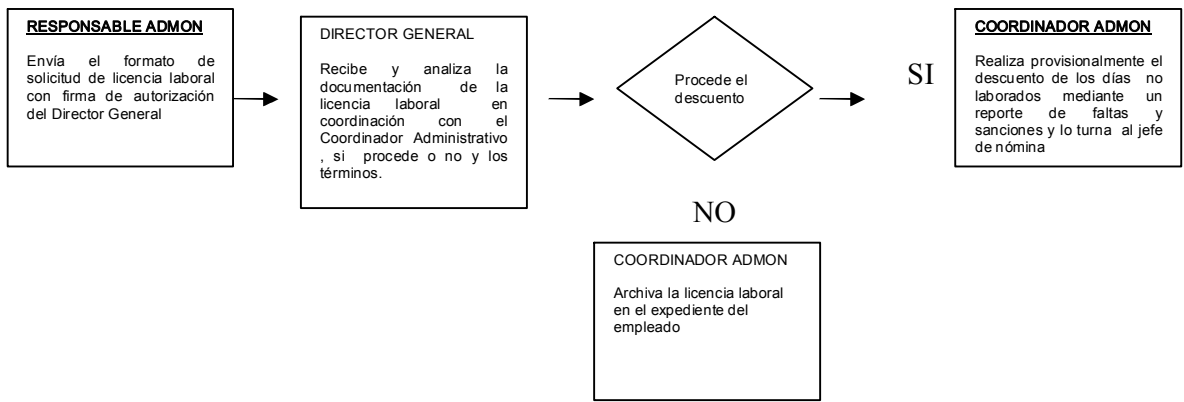 RESPONSABLE ADMON
Envía el formato de
solicitud de licencia laboral
con firma de autorización
del Director General
DIRECTOR GENERAL
Recibe y analiza la
documentación de la
licencia laboral en
coordinación con el
Coordinador Administrativo
, si procede o no y los
términos.
Procede el
descuento
SI
COORDINADOR ADMON
Realiza provisionalmente el
descuento de los días no
laborados mediante un
reporte de faltas y
sanciones y lo turna al jefe
de nómina
NO
COORDINADOR ADMON
Archiva la licencia laboral
en el expediente del
empleado